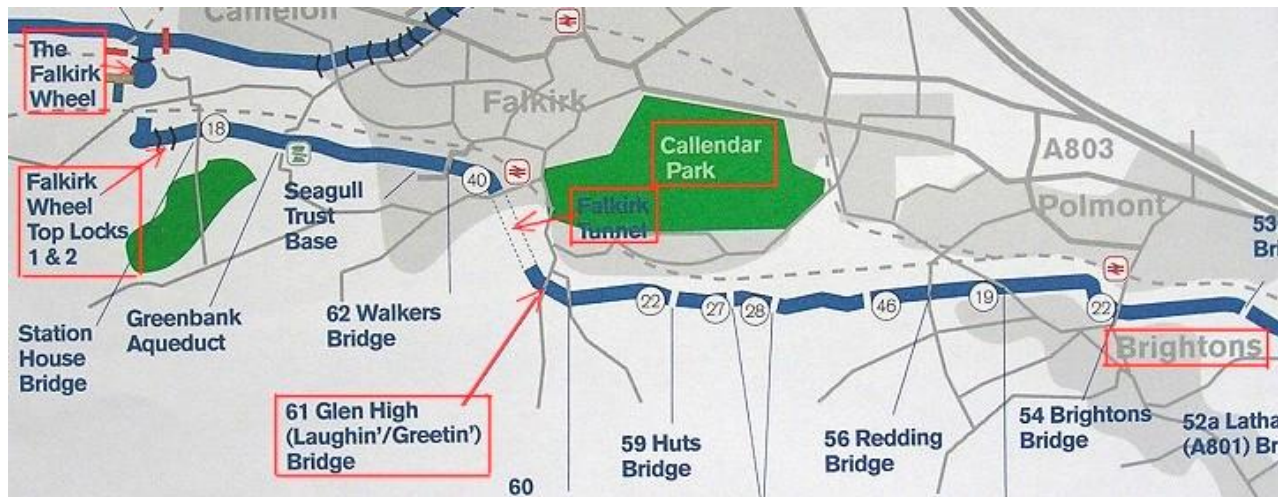 Camelon
The
Falkirk
Wheel
Falkirk
Callendar
Park
A803
18
Falkirk
Wheel
Top Locks
1 & 2
Seagull
Trust
Base
40
Falkirk
Tunnel
Polmont
53
Station
House
Bridge
Greenbank
Aqueduct
62 Walkers
Bridge
22
27
28
46
19
22
Brightons
61 Glen High
(Laughin'/Greetin')
Bridge
59 Huts
Bridge
56 Redding
Bridge
54 Brightons
Bridge
52a Latha
(A801) Br
60